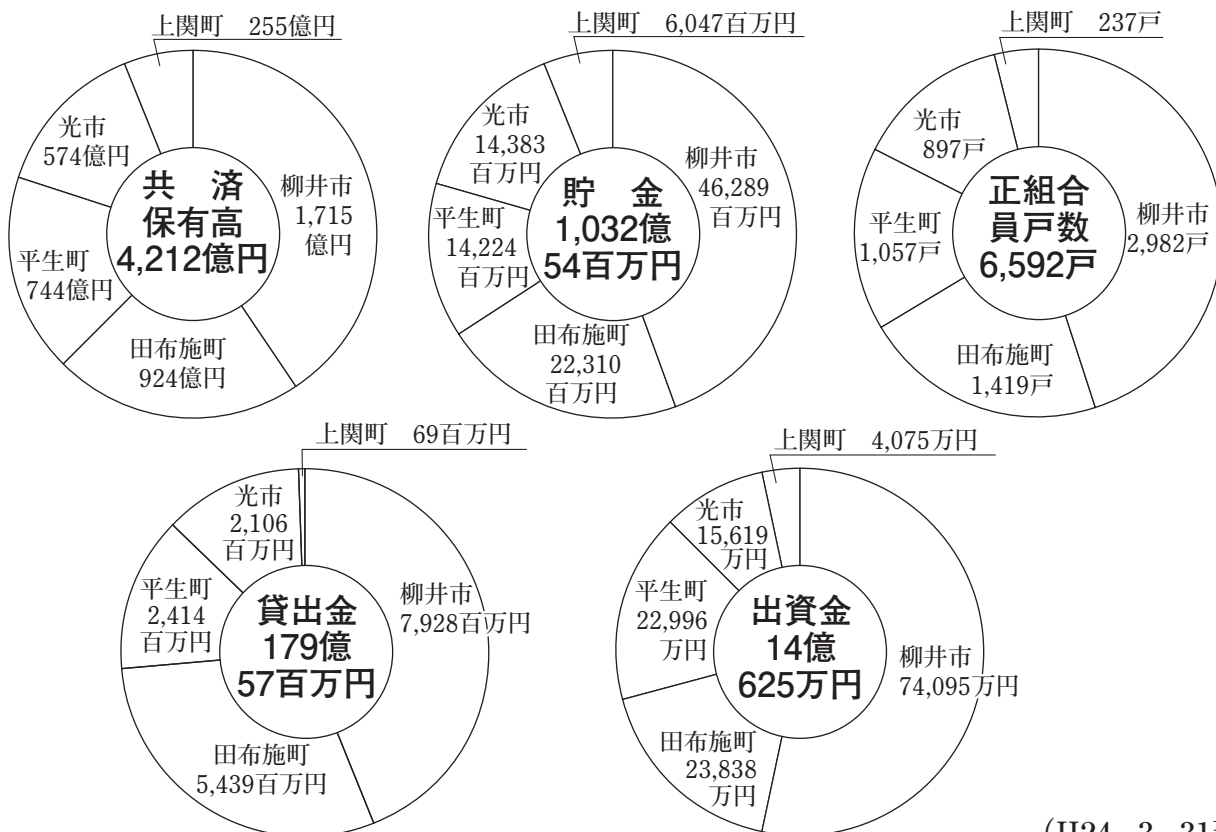 上関町 255億円
光市
574億円
柳井市
1,715
億円
平生町
744億円
田布施町
924億円
共 済
保有高
4,212億円
上関町 6,047百万円
光市
14,383
百万円
柳井市
46,289
百万円
平生町
14,224
百万円
田布施町
22,310
百万円
貯 金
1,032億
54百万円
上関町 237戸
光市
897戸
柳井市
2,982戸
平生町
1,057戸
田布施町
1,419戸
正組合
員戸数
6,592戸
上関町 69百万円
光市
2,106
百万円
平生町
2,414
百万円
柳井市
7,928百万円
田布施町
5,439百万円
貸出金
179億
57百万円
上関町 4,075万円
光市
15,619
万円
平生町
22,996
万円
柳井市
74,095万円
田布施町
23,838
万円
出資金
14億
625万円